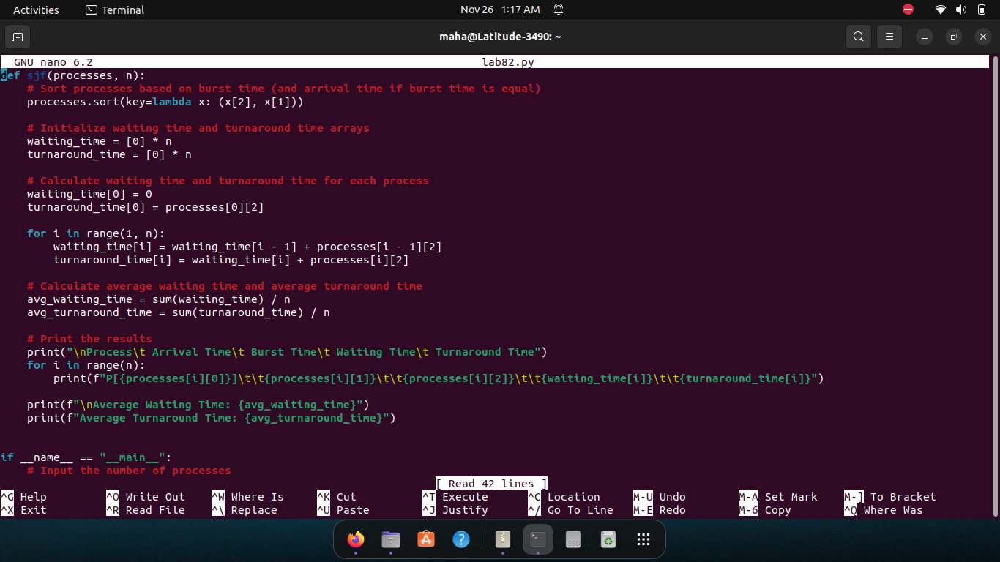 Activities Terminal Nov 26 1:17 AM
maha@Latitude-3490: ~
GNU nano 6.2 lab82.py
def sjf(processes, n):
    # Sort processes based on burst time (and arrival time if burst time is equal)
    processes.sort(key=lambda x: (x[2], x[1]))
    # Initialize waiting time and turnaround time arrays
    waiting_time = [0] * n
    turnaround_time = [0] * n
    # Calculate waiting time and turnaround time for each process
    waiting_time[0] = 0
    turnaround_time[0] = processes[0][2]
    for i in range(1, n):
        waiting_time[i] = waiting_time[i - 1] + processes[i - 1][2]
        turnaround_time[i] = waiting_time[i] + processes[i][2]
    # Calculate average waiting time and average turnaround time
    avg_waiting_time = sum(waiting_time) / n
    avg_turnaround_time = sum(turnaround_time) / n
    # Print the results
    print("\nProcess\t Arrival Time\t Burst Time\t Waiting Time\t Turnaround Time")
    for i in range(n):
        print(f"P[{processes[i][0]}]\t\t{processes[i][1]}\t\t{processes[i][2]}\t\t{waiting_time[i]}\t\t{turnaround_time[i]}")
    print(f"\nAverage Waiting Time: {avg_waiting_time}")
    print(f"Average Turnaround Time: {avg_turnaround_time}")
if __name__ == "__main__":
    # Input the number of processes
[ Read 42 lines ]
^G Help ^O Write Out ^W Where Is ^K Cut ^T Execute ^C Location M-U Undo M-A Set Mark M-] To Bracket
^X Exit ^R Read File ^\ Replace ^U Paste ^J Justify ^/ Go To Line M-E Redo M-6 Copy ^Q Where Was
SSD